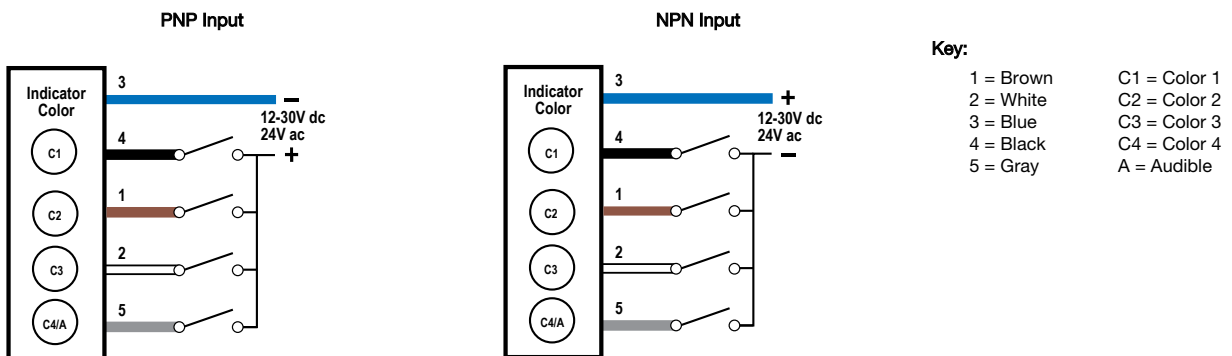 PNP Input
Indicator
Color
3
−
12-30V dc
24V ac
+
C1
4
C2
1
C3
2
C4/A
5
NPN Input
Indicator
Color
3
+
12-30V dc
24V ac
−
C1
4
C2
1
C3
2
C4/A
5
Key:
1 = Brown C1 = Color 1
2 = White C2 = Color 2
3 = Blue C3 = Color 3
4 = Black C4 = Color 4
5 = Gray A = Audible